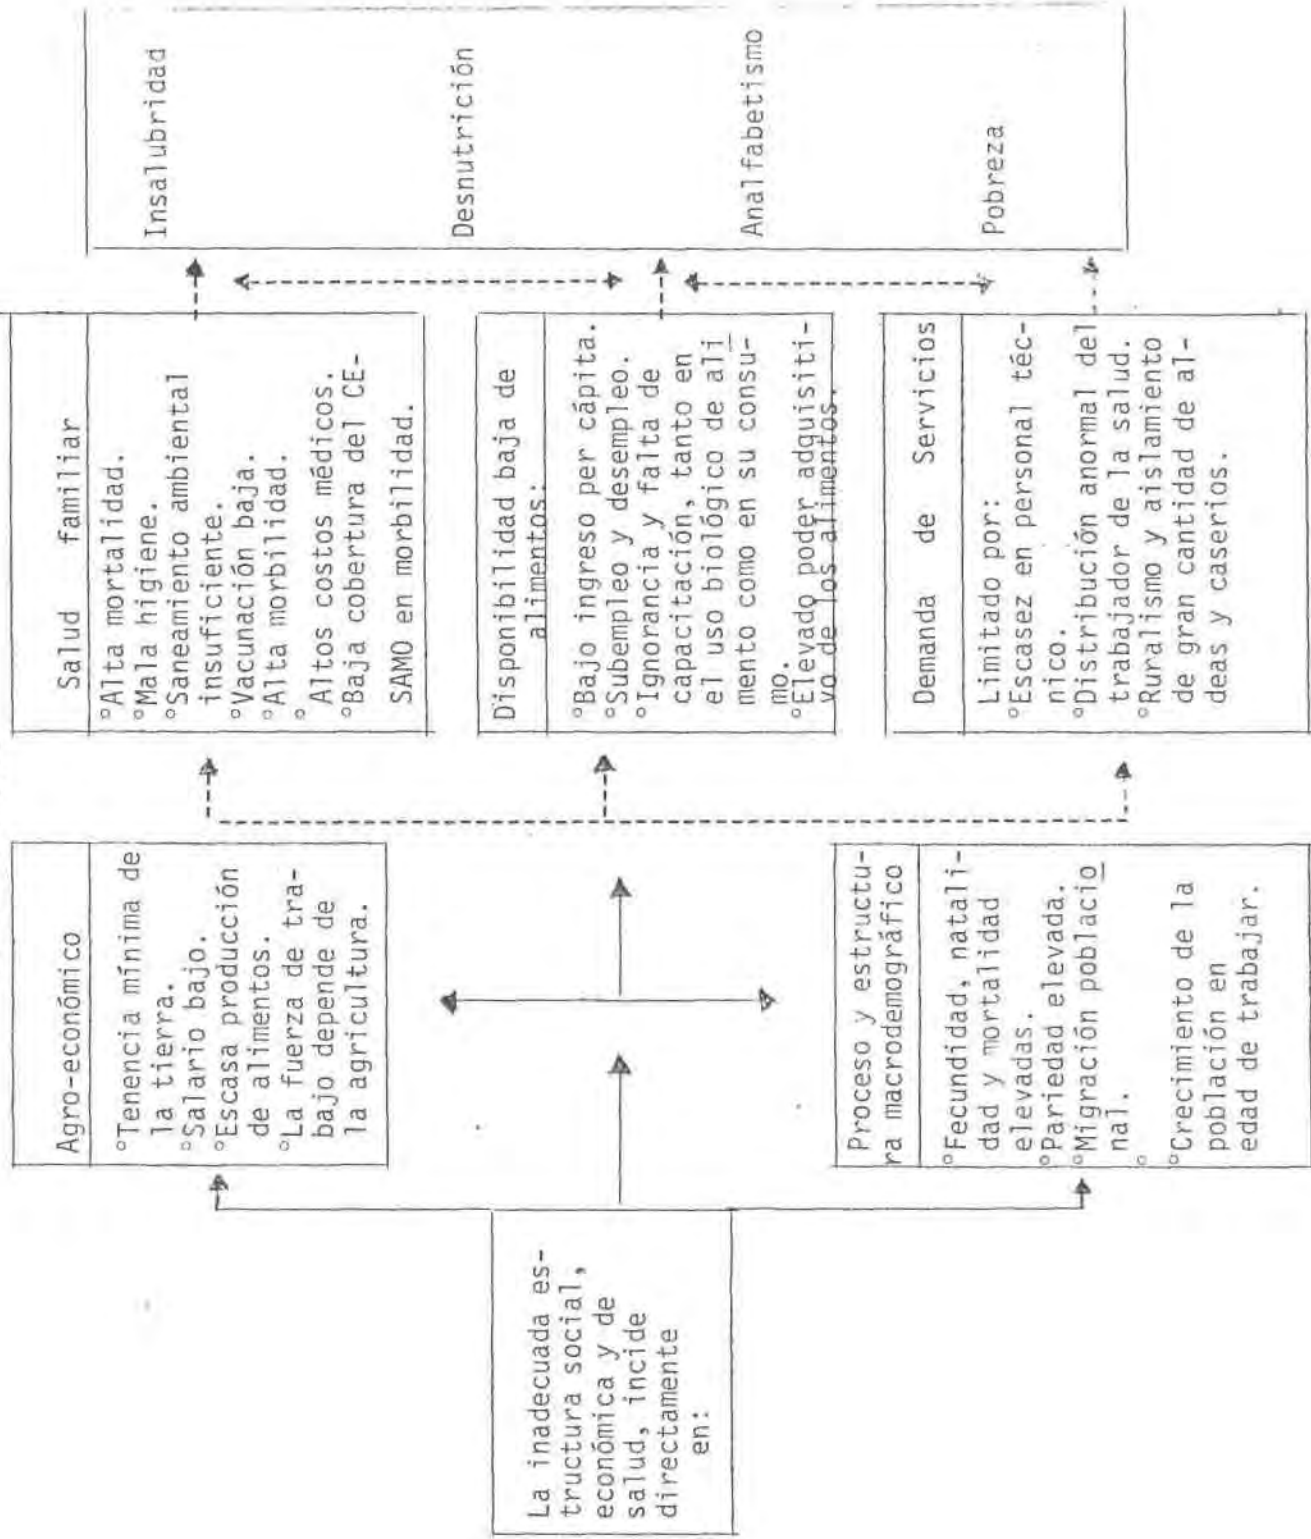 La inadecuada es-
tructura social,
económica y de
salud, incide
directamente
en:
Agro-económico
°Tenencia mínima de
la tierra.
°Salario bajo.
°Escasa producción
de alimentos.
°La fuerza de tra-
bajo depende de
la agricultura.
Proceso y estructu-
ra macrodemográfico
°Fecundidad, natali-
dad y mortalidad
elevadas.
°Pariedad elevada.
°Migración poblacio
nal.
°
°Crecimiento de la
población en
edad de trabajar.
Salud familiar
°Alta mortalidad.
°Mala higiene.
°Saneamiento ambiental
insuficiente.
°Vacunación baja.
°Alta morbilidad.
° Altos costos médicos.
°Baja cobertura del CE-
SAMO en morbilidad.
Disponibilidad baja de
alimentos:
°Bajo ingreso per cápita.
°Subempleo y desempleo.
°Ignorancia y falta de
capacitación, tanto en
el uso biológico de ali
mento como en su consu-
mo.
°Elevado poder adquisiti-
vo de los alimentos.
Demanda de Servicios
Limitado por:
°Escasez en personal téc-
nico.
°Distribución anormal del
trabajador de la salud.
°Ruralismo y aislamiento
de gran cantidad de al-
deas y caserios.
Insalubridad
Desnutrición
Analfabetismo
Pobreza